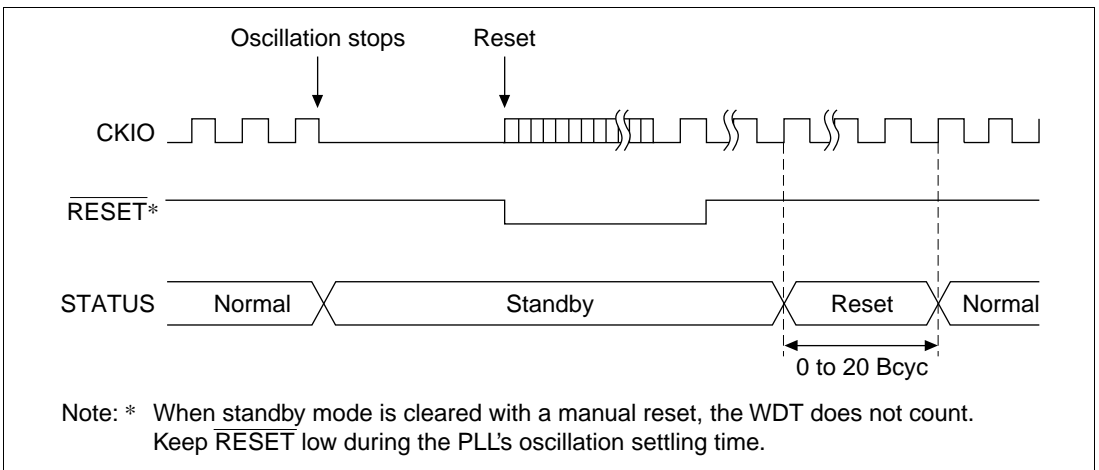 Oscillation stops Reset
CKIO
RESET*
STATUS Normal Standby Reset Normal
0 to 20 Bcyc
Note: * When standby mode is cleared with a manual reset, the WDT does not count.
Keep RESET low during the PLL's oscillation settling time.